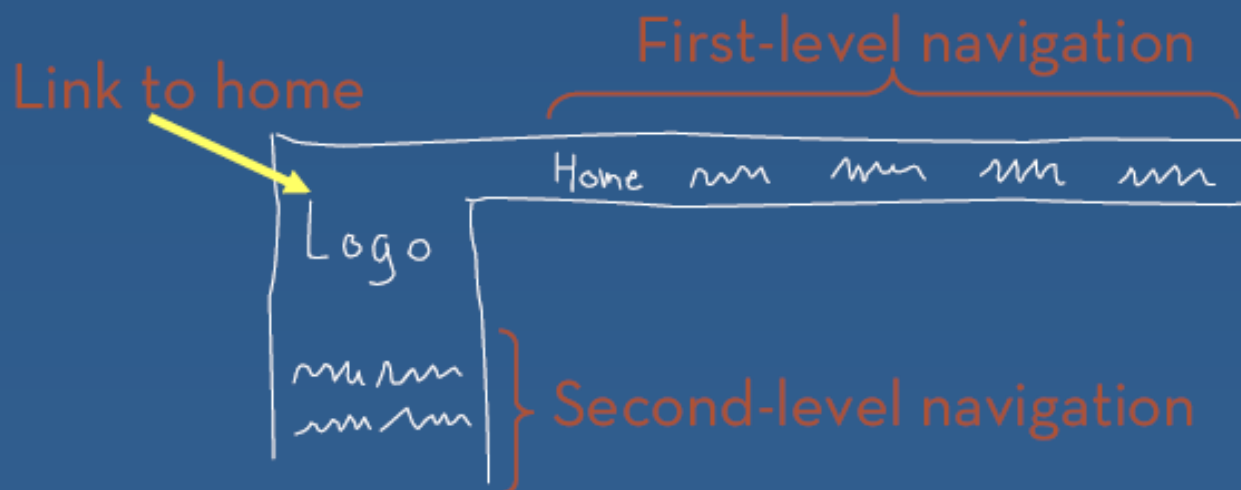 First-level navigation
Link to home
Home
Logo
Second-level navigation